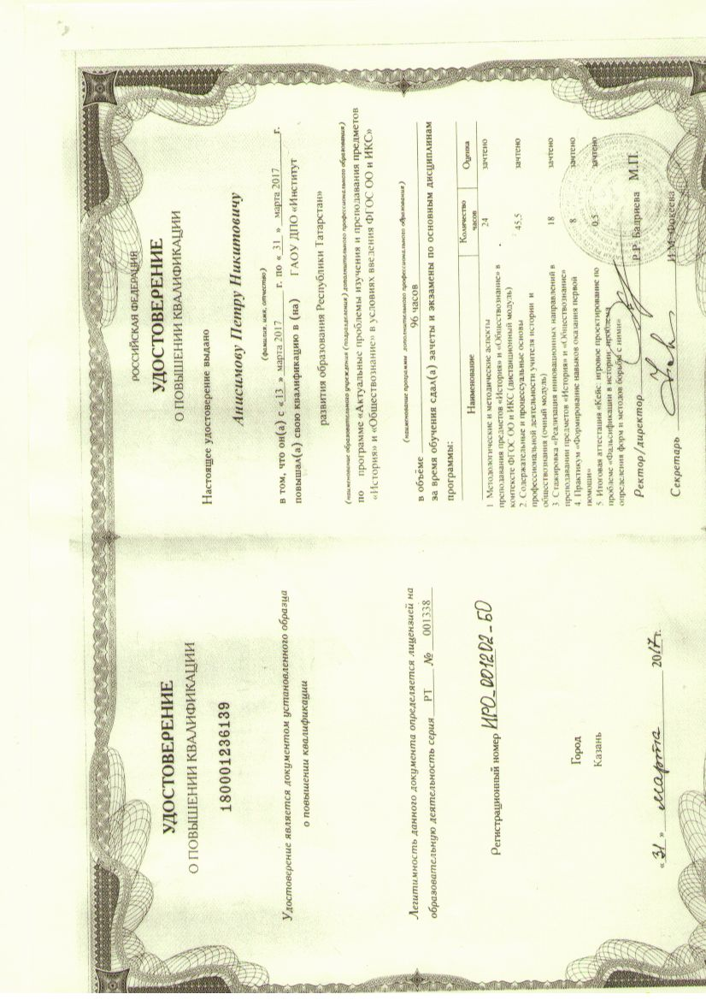 УДОСТОВЕРЕНИЕ
О ПОВЫШЕНИИ КВАЛИФИКАЦИИ
180001236139
Удостоверение является документом установленного образца
о повышении квалификации
Легитимность данного документа определяется лицензией на
образовательную деятельность серия РТ № 001338
Регистрационный номер ИРО_001202_БО
Город
Казань
« 31 » марта 2017г.
РОССИЙСКАЯ ФЕДЕРАЦИЯ
УДОСТОВЕРЕНИЕ
О ПОВЫШЕНИИ КВАЛИФИКАЦИИ
Настоящее удостоверение выдано
Анисимову Петру Никитовичу
(фамилия, имя, отчество)
в том, что он(а) с « 13 » марта 2017 г. по « 31 » марта 2017 г.
повышал(а) свою квалификацию в (на) ГАОУ ДПО «Институт
развития образования Республики Татарстан»
(наименование образовательного учреждения (подразделения) дополнительного профессионального образования)
по программе «Актуальные проблемы изучения и преподавания предметов
«История» и «Обществознание» в условиях введения ФГОС ОО и ИКС»
(наименование программы дополнительного профессионального образования)
в объёме 96 часов
за время обучения сдал(а) зачеты и экзамены по основным дисциплинам
программы:
Наименование Количество часов Оценка
1 Методологические и методические аспекты 24 зачтено
преподавания предметов «История» и «Обществознание» в
контексте ФГОС ОО и ИКС (дистанционный модуль)
2 Содержательные и процессуальные основы 45.5 зачтено
профессиональной деятельности учителя истории и
обществознания (очный модуль)
3 Стажировка «Реализация инновационных направлений в 18 зачтено
преподавании предметов «История» и «Обществознание»
4 Практикум «Формирование навыков оказания первой 8 зачтено
помощи»
5 Итоговая аттестация «Кейс: игровое проектирование по 0,5 зачтено
проблеме «Фальсификации в истории: проблема
определения форм и методов борьбы с ними»
Ректор/директор Р.Р. Бадриева М.П.
Секретарь И.М. Фокеева